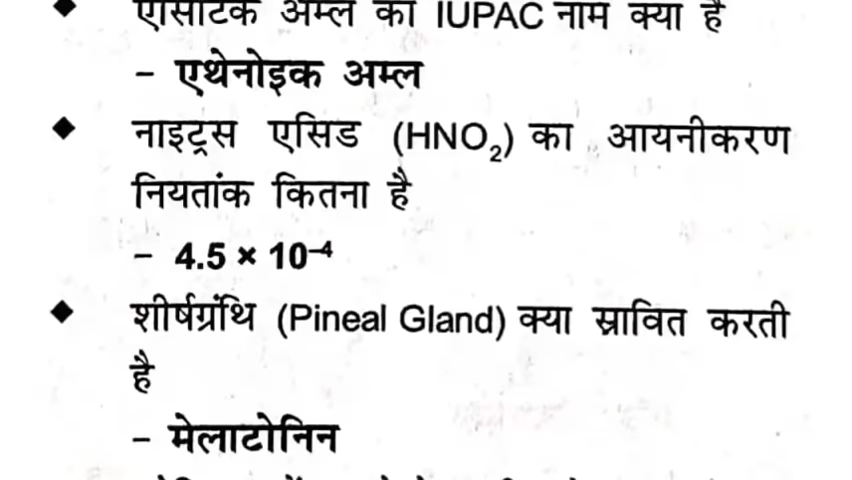 ◆ एसिटिक अम्ल का IUPAC नाम क्या है
– एथेनोइक अम्ल
◆ नाइट्रस एसिड (HNO₂) का आयनीकरण
नियतांक कितना है
– 4.5 × 10⁻⁴
◆ शीर्षग्रंथि (Pineal Gland) क्या स्रावित करती
है
– मेलाटोनिन